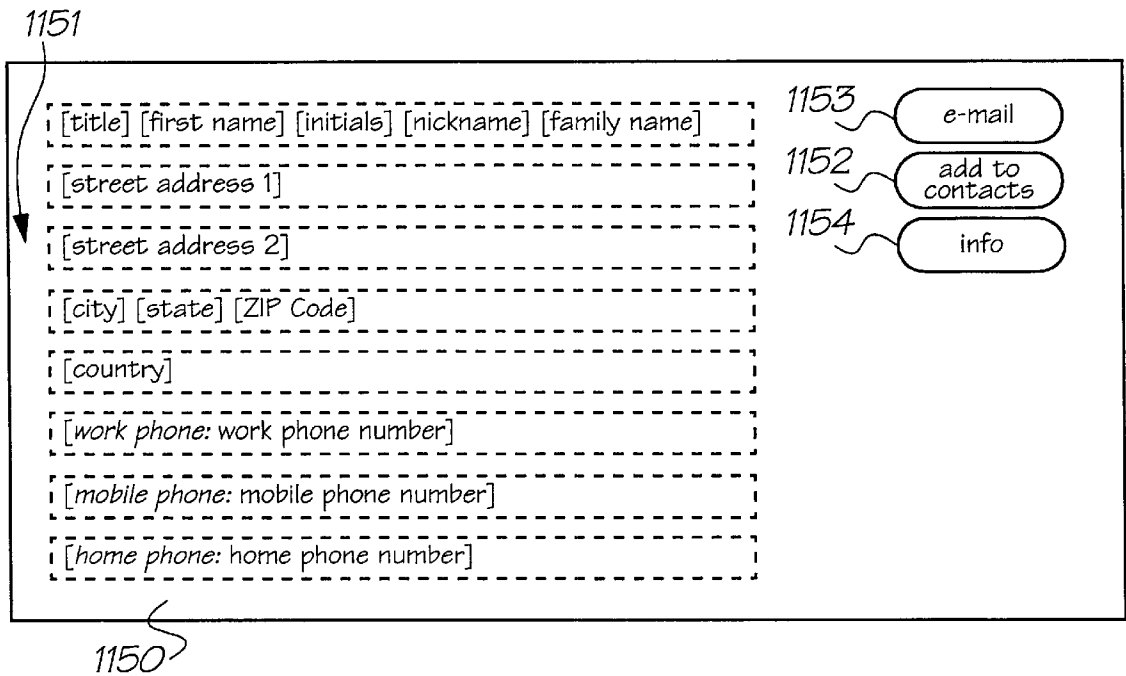 1151
[title] [first name] [initials] [nickname] [family name]
[street address 1]
[street address 2]
[city] [state] [ZIP Code]
[country]
[work phone: work phone number]
[mobile phone: mobile phone number]
[home phone: home phone number]
1153
e-mail
1152
add to
contacts
1154
info
1150